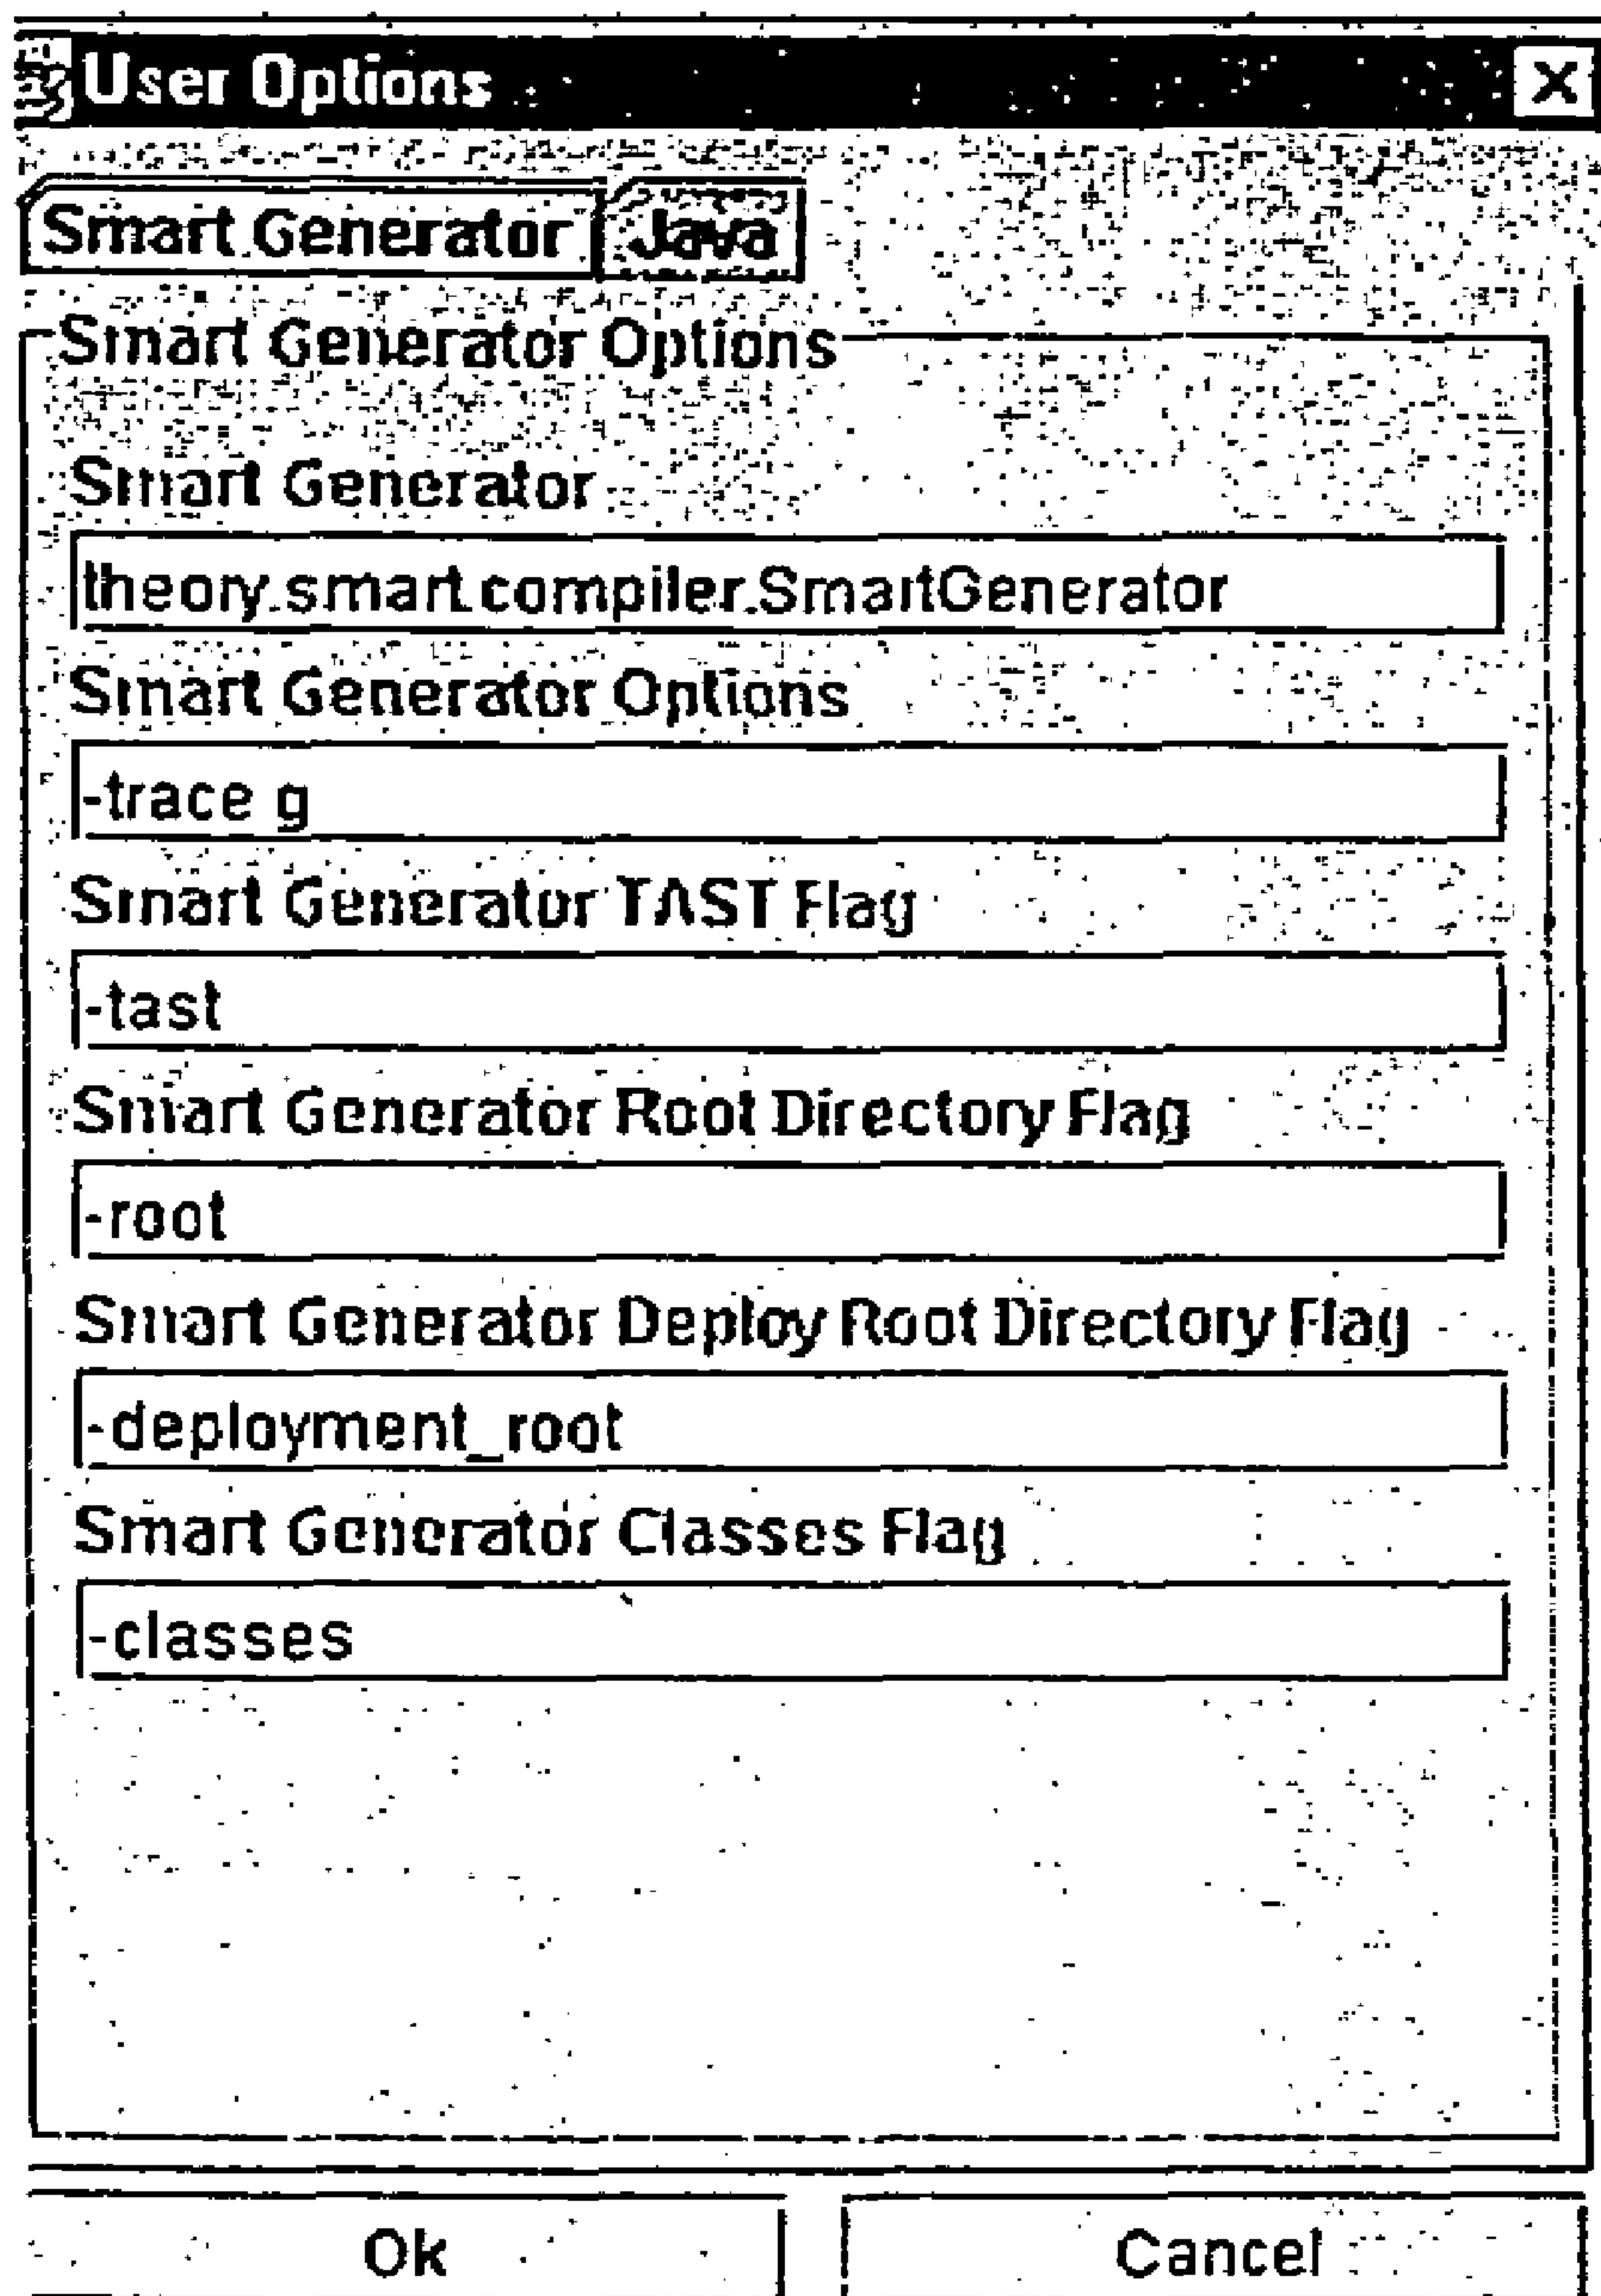 User Options X
Smart Generator Java
Smart Generator Options
Smart Generator
theory.smart.compiler.SmartGenerator
Smart Generator Options
-trace g
Smart Generator TAST Flag
-tast
Smart Generator Root Directory Flag
-root
Smart Generator Deploy Root Directory Flag
-deployment_root
Smart Generator Classes Flag
-classes
Ok Cancel